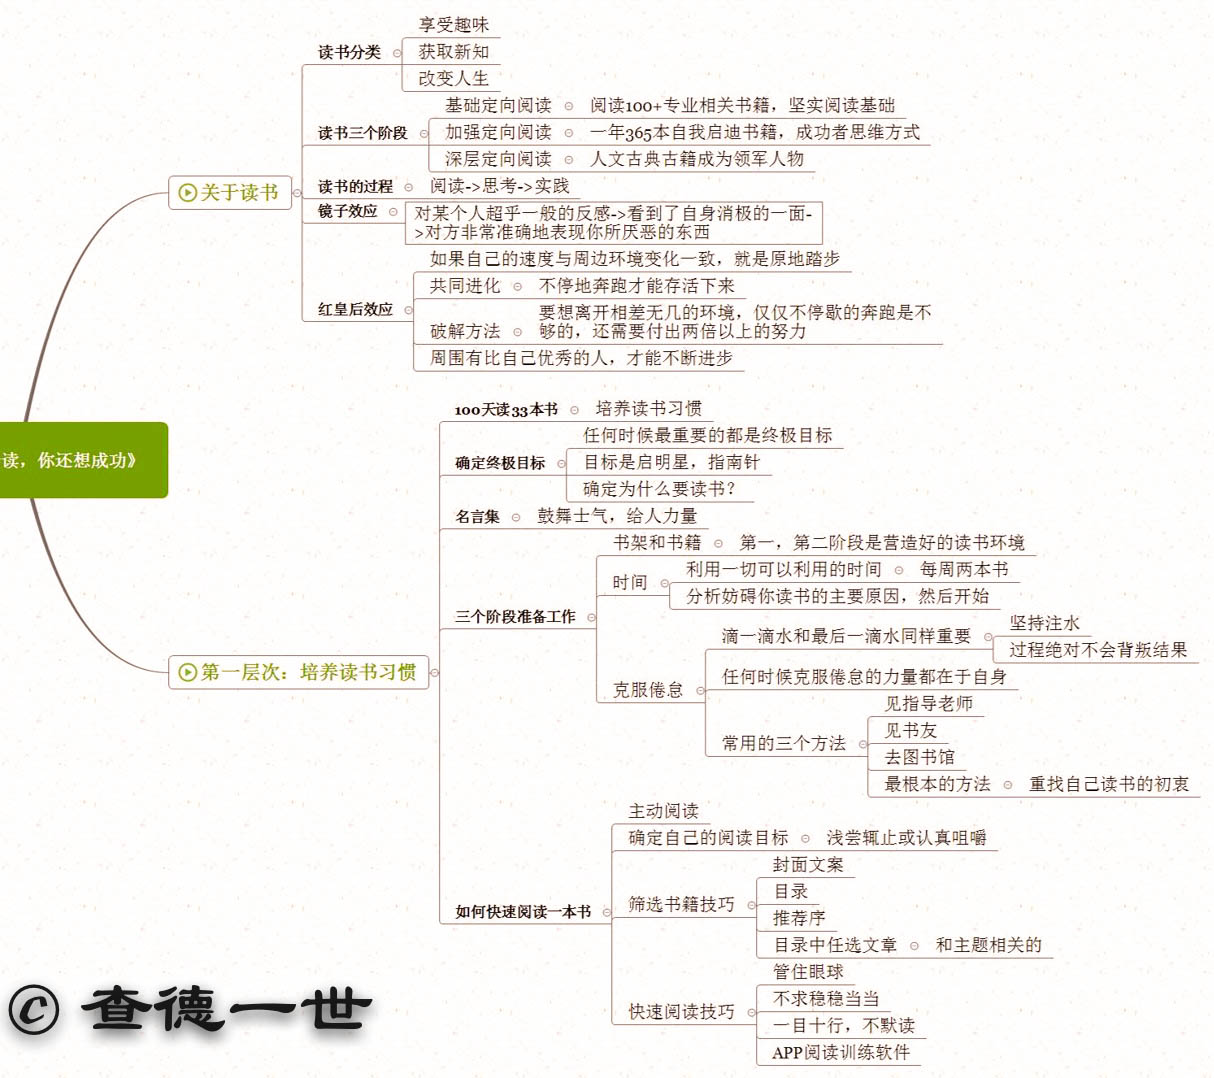 读，你还想成功》
关于读书
读书分类
享受趣味
获取新知
改变人生
读书三个阶段
基础定向阅读
阅读100+专业相关书籍，坚实阅读基础
加强定向阅读
一年365本自我启迪书籍，成功者思维方式
深层定向阅读
人文古典古籍成为领军人物
读书的过程
阅读->思考->实践
镜子效应
对某个人超乎一般的反感->看到了自身消极的一面-
>对方非常准确地表现你所厌恶的东西
红皇后效应
如果自己的速度与周边环境变化一致，就是原地踏步
共同进化
不停地奔跑才能存活下来
破解方法
要想离开相差无几的环境，仅仅不停歇的奔跑是不
够的，还需要付出两倍以上的努力
周围有比自己优秀的人，才能不断进步
第一层次：培养读书习惯
100天读33本书
培养读书习惯
确定终极目标
任何时候最重要的都是终极目标
目标是启明星，指南针
确定为什么要读书？
名言集
鼓舞士气，给人力量
三个阶段准备工作
书架和书籍
第一，第二阶段是营造好的读书环境
时间
利用一切可以利用的时间
每周两本书
分析妨碍你读书的主要原因，然后开始
克服倦怠
滴一滴水和最后一滴水同样重要
坚持注水
过程绝对不会背叛结果
任何时候克服倦怠的力量都在于自身
常用的三个方法
见指导老师
见书友
去图书馆
最根本的方法
重找自己读书的初衷
如何快速阅读一本书
主动阅读
确定自己的阅读目标
浅尝辄止或认真咀嚼
筛选书籍技巧
封面文案
目录
推荐序
目录中任选文章
和主题相关的
快速阅读技巧
管住眼球
不求稳稳当当
一目十行，不默读
APP阅读训练软件
© 查德一世